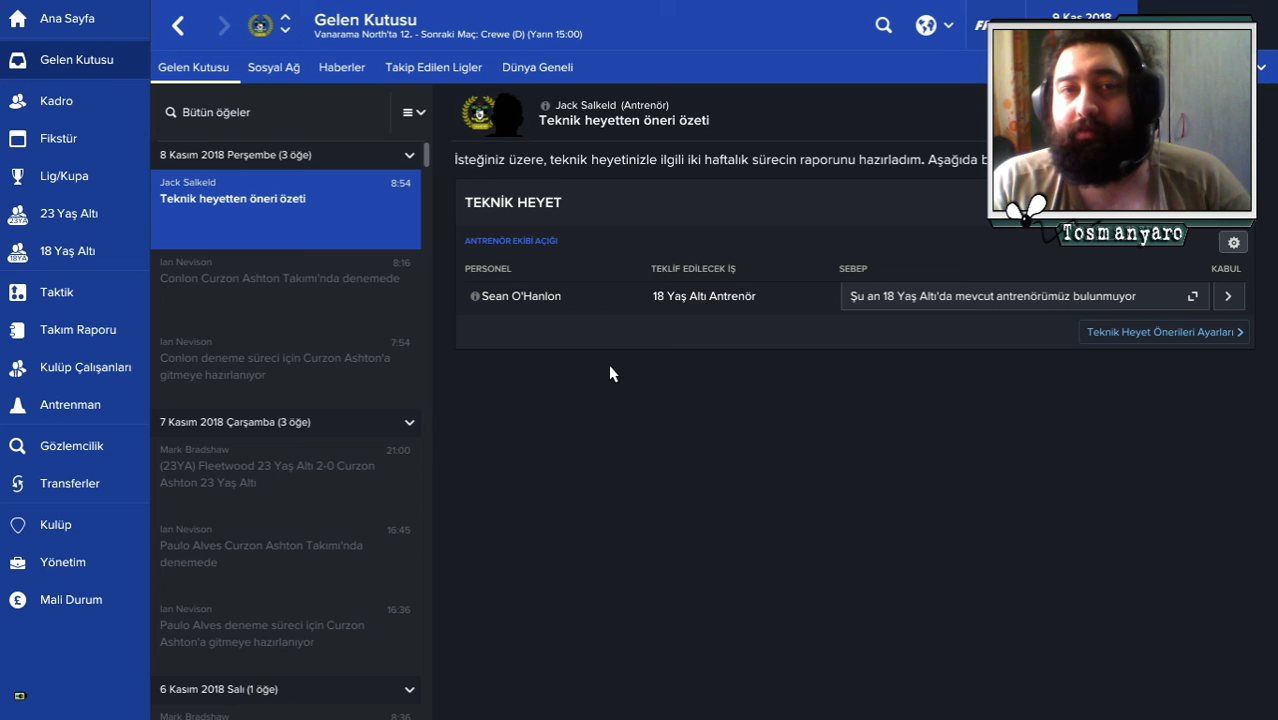 Ana Sayfa
Gelen Kutusu
Kadro
Fikstür
Lig/Kupa
23 Yaş Altı
18 Yaş Altı
Taktik
Takım Raporu
Kulüp Çalışanları
Antrenman
Gözlemcilik
Transferler
Kulüp
Yönetim
Mali Durum
Gelen Kutusu
Vanarama North'ta 12. - Sonraki Maç: Crewe (D) (Yarın 15:00)
9 Kas 2018
Gelen Kutusu
Sosyal Ağ
Haberler
Takip Edilen Ligler
Dünya Geneli
Bütün öğeler
8 Kasım 2018 Perşembe (3 öğe)
Jack Salkeld 8:54
Teknik heyetten öneri özeti
Ian Nevison 8:16
Conlon Curzon Ashton Takımı'nda denemede
Ian Nevison 7:54
Conlon deneme süreci için Curzon Ashton'a
gitmeye hazırlanıyor
7 Kasım 2018 Çarşamba (3 öğe)
Mark Bradshaw 21:00
(23YA) Fleetwood 23 Yaş Altı 2-0 Curzon
Ashton 23 Yaş Altı
Ian Nevison 16:45
Paulo Alves Curzon Ashton Takımı'nda
denemede
Ian Nevison 16:36
Paulo Alves deneme süreci için Curzon
Ashton'a gitmeye hazırlanıyor
6 Kasım 2018 Salı (1 öğe)
Mark Bradshaw 8:36
Jack Salkeld (Antrenör)
Teknik heyetten öneri özeti
İsteğiniz üzere, teknik heyetinizle ilgili iki haftalık sürecin raporunu hazırladım. Aşağıda
TEKNİK HEYET
ANTRENÖR EKİBİ AÇIĞI
PERSONEL TEKLİF EDİLECEK İŞ SEBEP KABUL
Sean O'Hanlon 18 Yaş Altı Antrenör Şu an 18 Yaş Altı'da mevcut antrenörümüz bulunmuyor
Teknik Heyet Önerileri Ayarları
Tosmanyaro